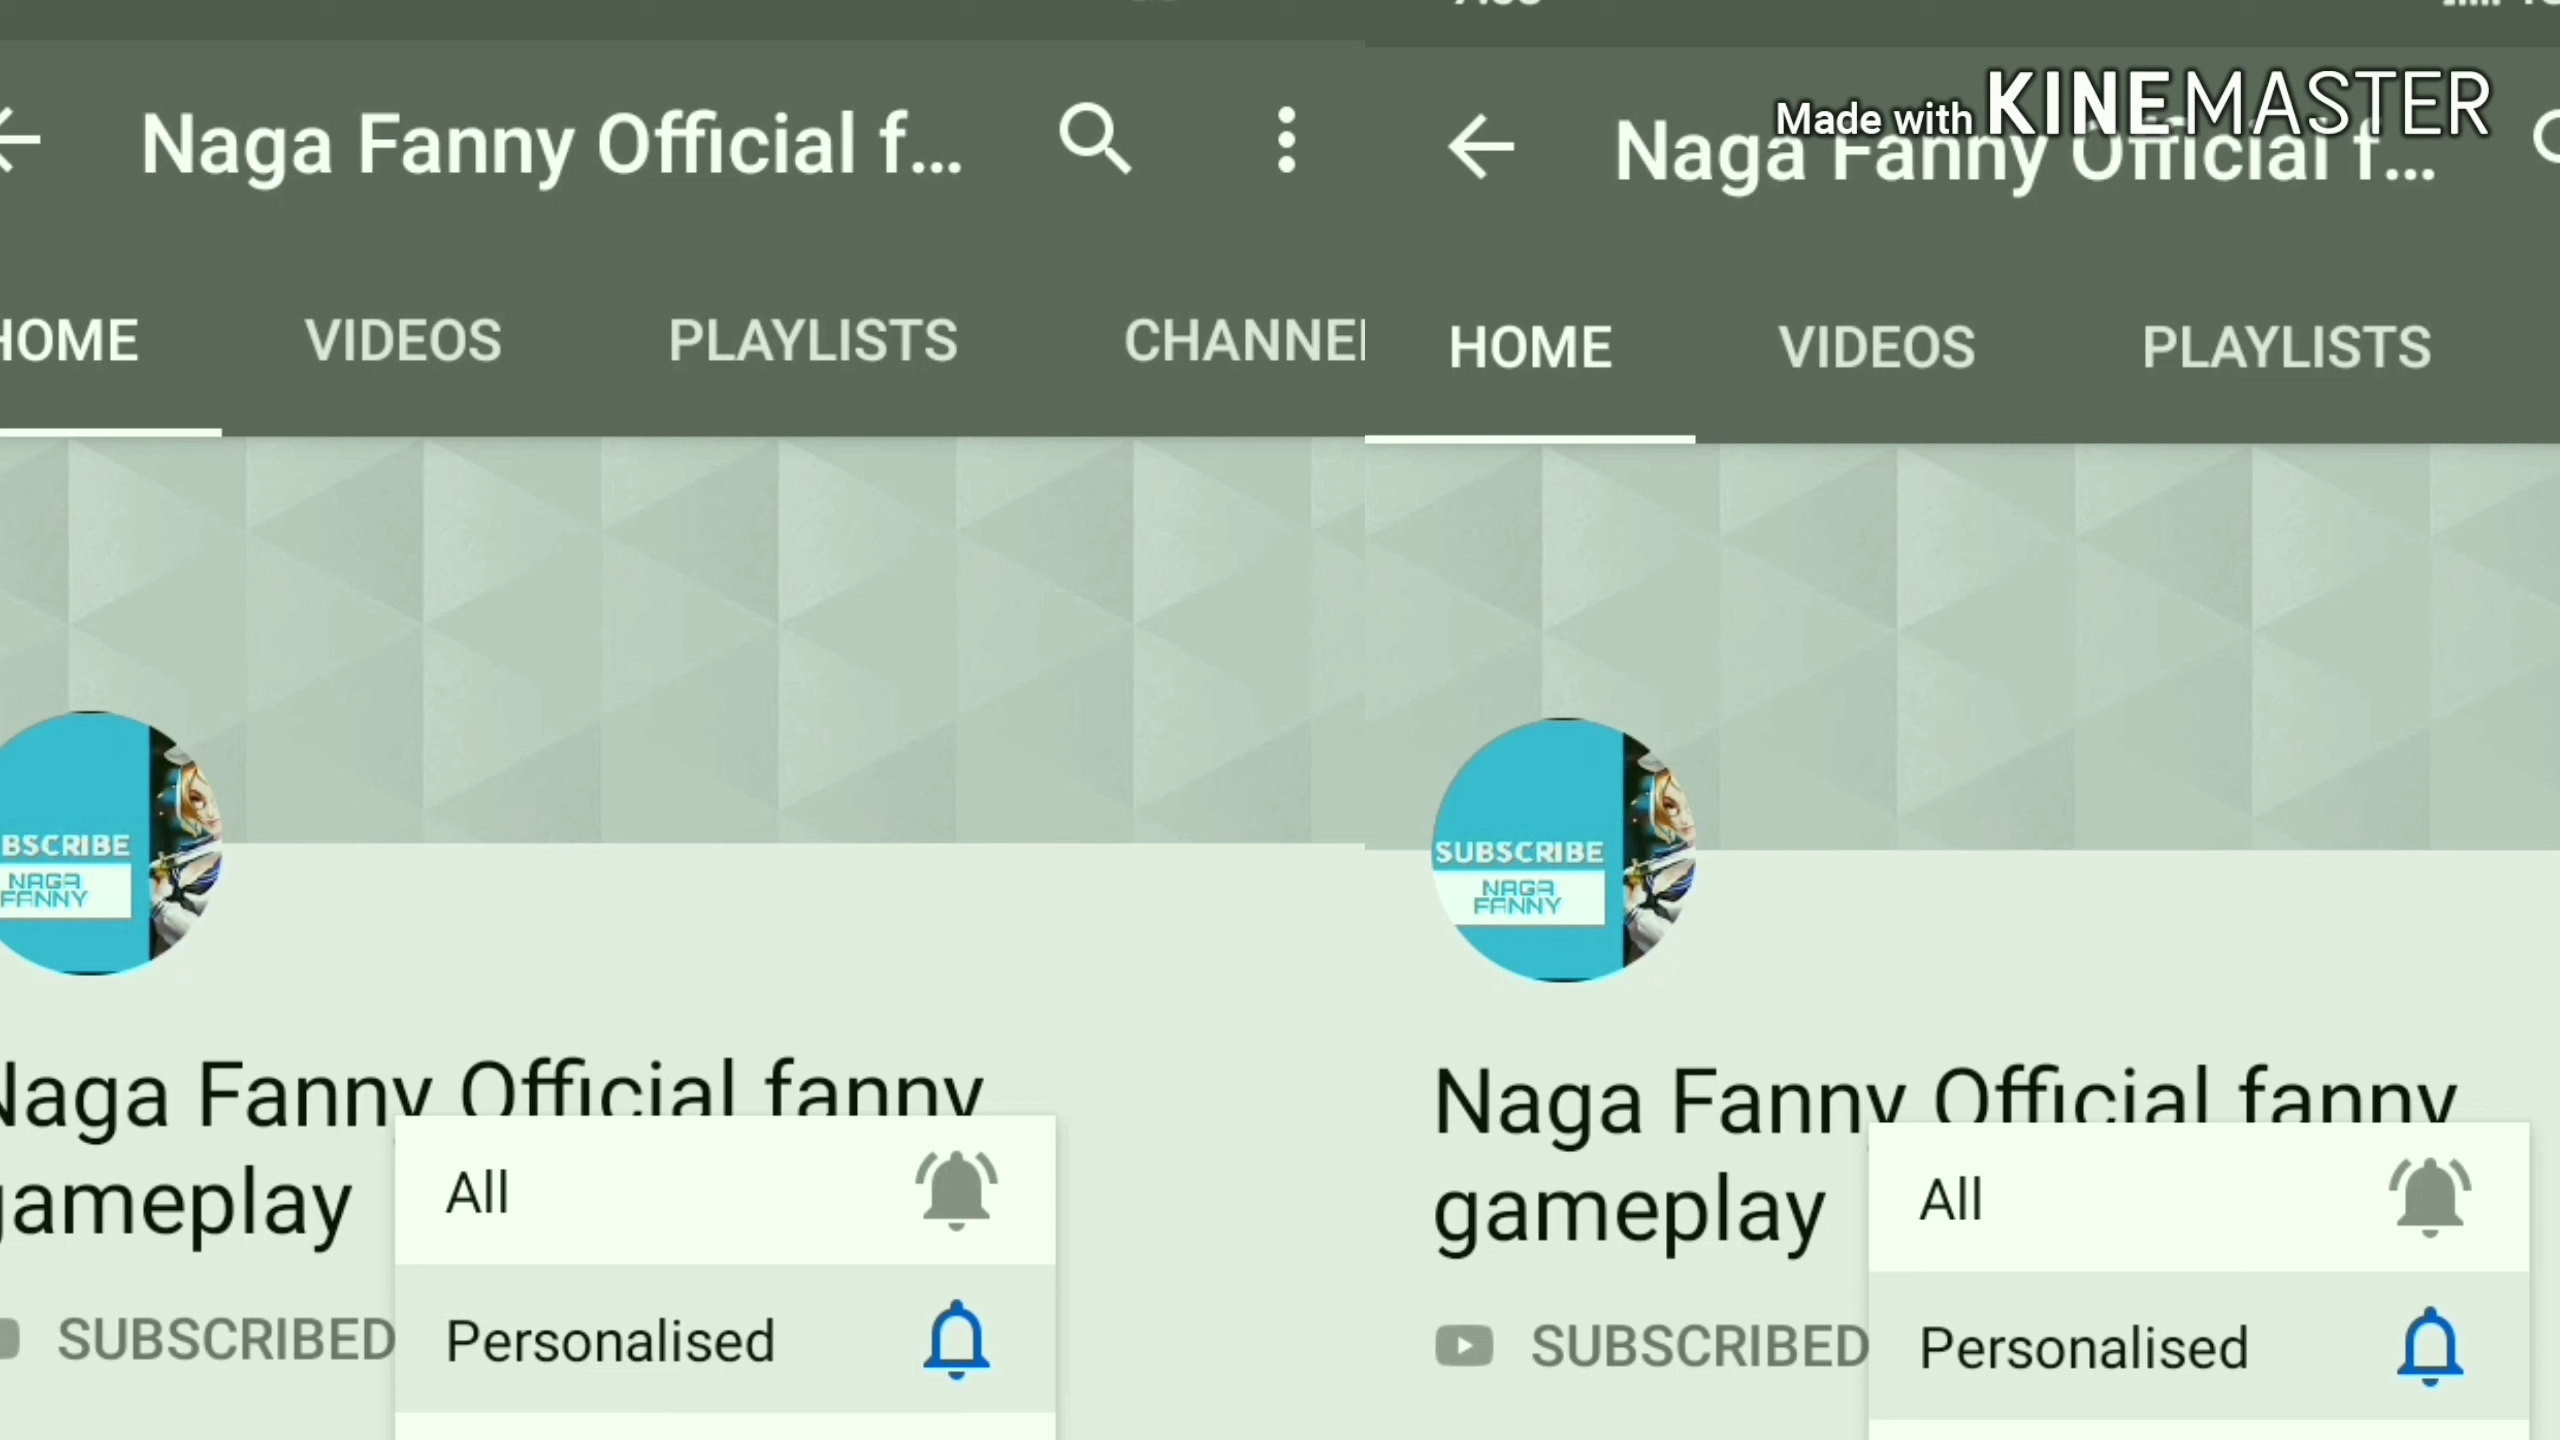 Naga Fanny Official f...
HOME VIDEOS PLAYLISTS CHANNEL
BSCRIBE
NAGA
FANNY
Naga Fanny Official fanny
gameplay
All
SUBSCRIBED
Personalised
Made with KINEMASTER
Naga Fanny Official f...
HOME VIDEOS PLAYLISTS
SUBSCRIBE
NAGA
FANNY
Naga Fanny Official fanny
gameplay
All
SUBSCRIBED
Personalised